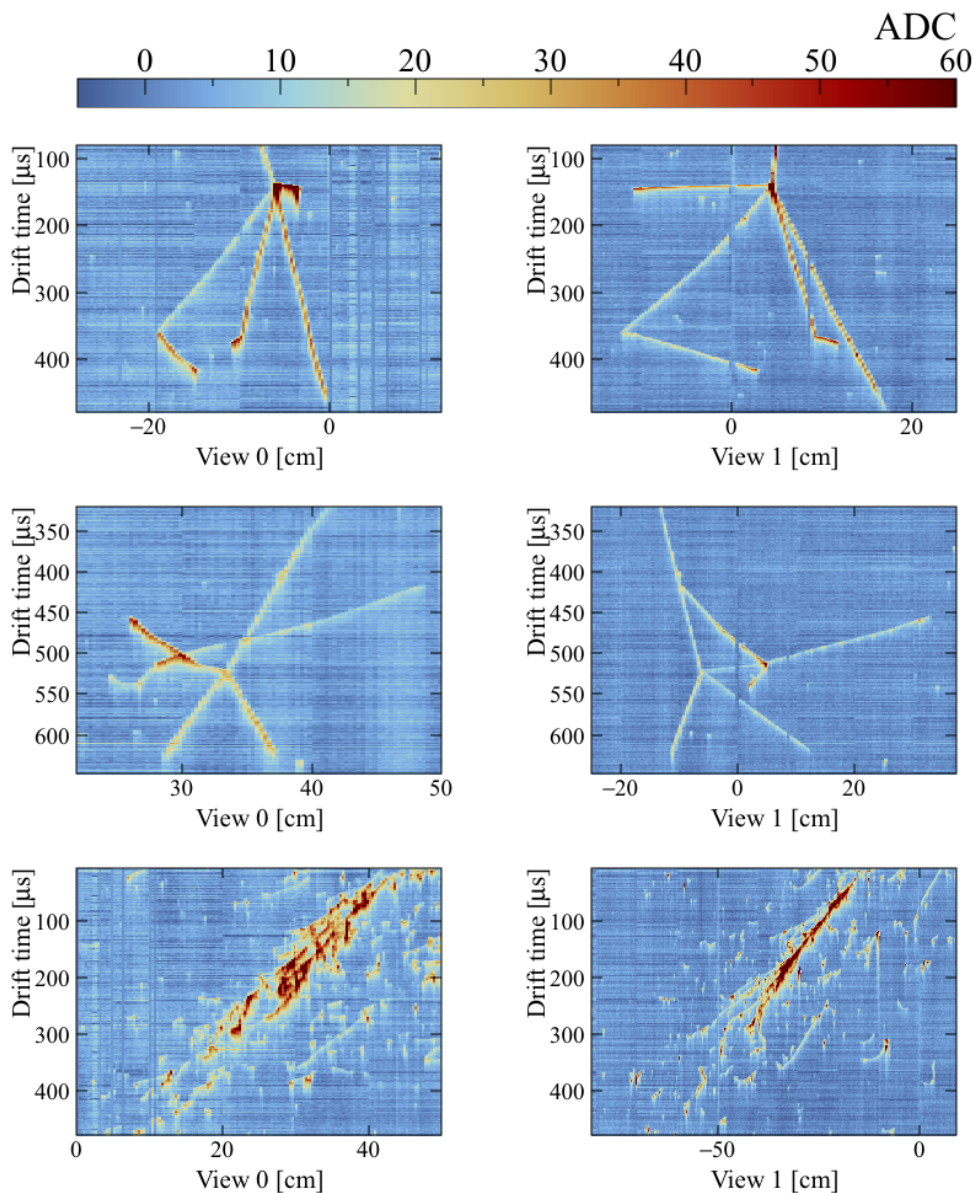 ADC
0 10 20 30 40 50 60
Drift time [µs]
100
200
300
400
−20 0
View 0 [cm]
Drift time [µs]
100
200
300
400
0 20
View 1 [cm]
Drift time [µs]
350
400
450
500
550
600
30 40 50
View 0 [cm]
Drift time [µs]
350
400
450
500
550
600
−20 0 20
View 1 [cm]
Drift time [µs]
100
200
300
400
0 20 40
View 0 [cm]
Drift time [µs]
100
200
300
400
−50 0
View 1 [cm]